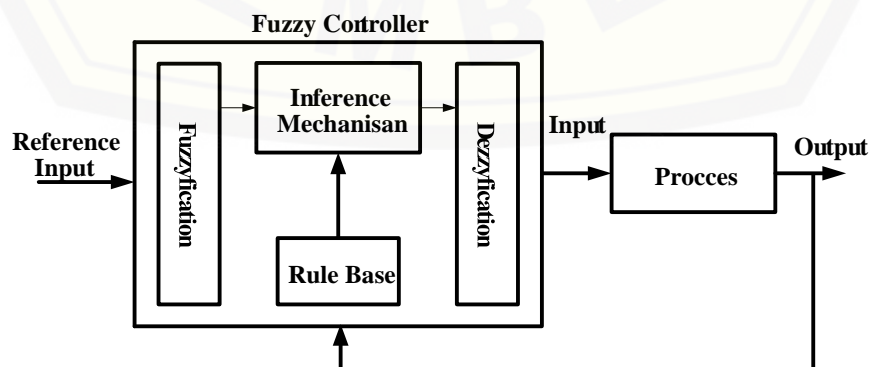 Fuzzy Controller
Reference
Input
Fuzzyfication
Inference
Mechanisan
Rule Base
Dezzyfication
Input
Procces
Output